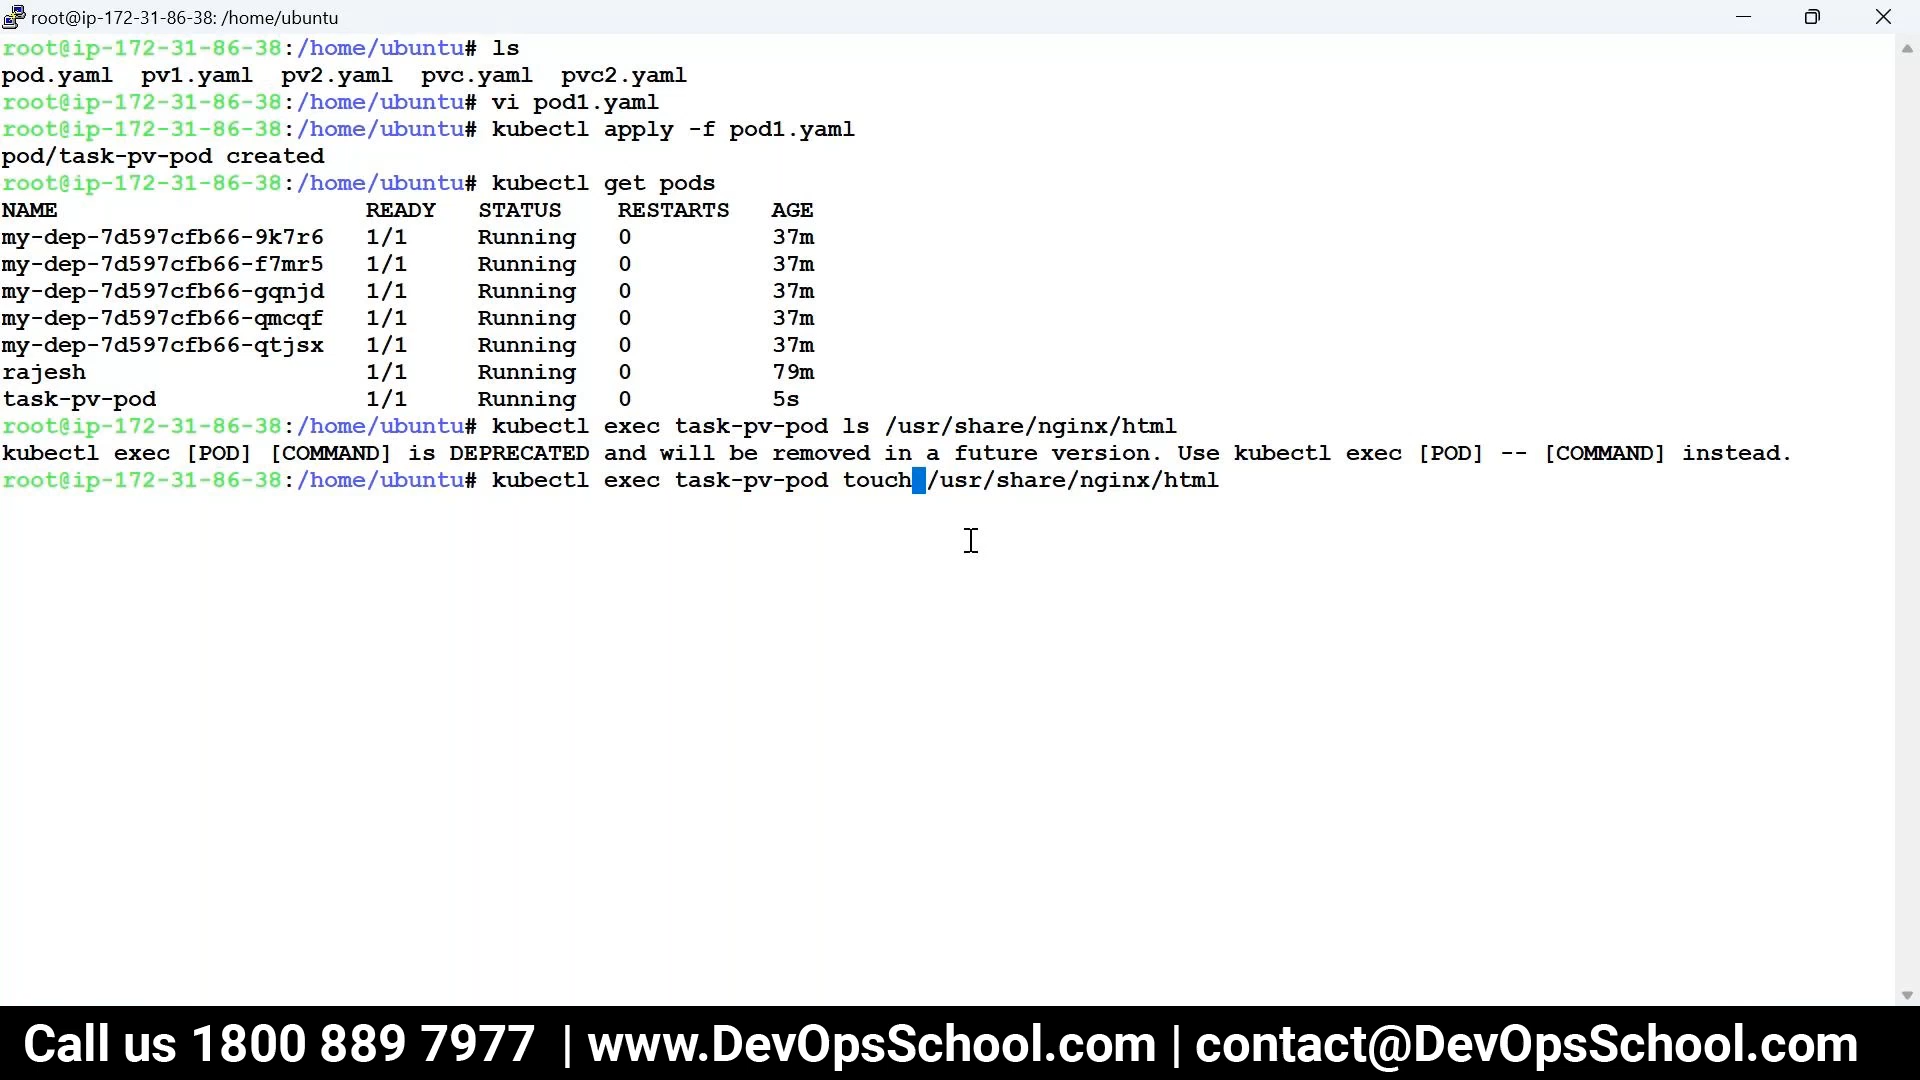 root@ip-172-31-86-38: /home/ubuntu
root@ip-172-31-86-38:/home/ubuntu# ls
pod.yaml  pv1.yaml  pv2.yaml  pvc.yaml  pvc2.yaml
root@ip-172-31-86-38:/home/ubuntu# vi pod1.yaml
root@ip-172-31-86-38:/home/ubuntu# kubectl apply -f pod1.yaml
pod/task-pv-pod created
root@ip-172-31-86-38:/home/ubuntu# kubectl get pods
NAME                      READY   STATUS    RESTARTS   AGE
my-dep-7d597cfb66-9k7r6   1/1     Running   0          37m
my-dep-7d597cfb66-f7mr5   1/1     Running   0          37m
my-dep-7d597cfb66-gqnjd   1/1     Running   0          37m
my-dep-7d597cfb66-qmcqf   1/1     Running   0          37m
my-dep-7d597cfb66-qtjsx   1/1     Running   0          37m
rajesh                    1/1     Running   0          79m
task-pv-pod               1/1     Running   0          5s
root@ip-172-31-86-38:/home/ubuntu# kubectl exec task-pv-pod ls /usr/share/nginx/html
kubectl exec [POD] [COMMAND] is DEPRECATED and will be removed in a future version. Use kubectl exec [POD] -- [COMMAND] instead.
root@ip-172-31-86-38:/home/ubuntu# kubectl exec task-pv-pod touch /usr/share/nginx/html
Call us 1800 889 7977 | www.DevOpsSchool.com | contact@DevOpsSchool.com